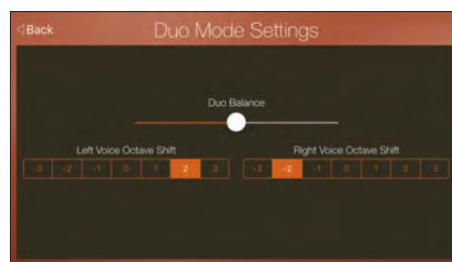 Back
Duo Mode Settings
Duo Balance
Left Voice Octave Shift
Right Voice Octave Shift
-3 -2 -1 0 1 2 3
-3 -2 -1 0 1 2 3